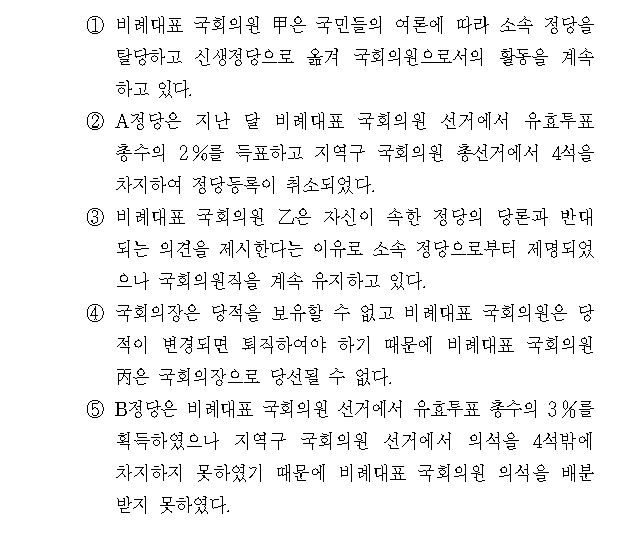 ① 비례대표 국회의원 甲은 국민들의 여론에 따라 소속 정당을
탈당하고 신생정당으로 옮겨 국회의원으로서의 활동을 계속
하고 있다.
② A정당은 지난 달 비례대표 국회의원 선거에서 유효투표
총수의 2%를 득표하고 지역구 국회의원 총선거에서 4석을
차지하여 정당등록이 취소되었다.
③ 비례대표 국회의원 乙은 자신이 속한 정당의 당론과 반대
되는 의견을 제시한다는 이유로 소속 정당으로부터 제명되었
으나 국회의원직을 계속 유지하고 있다.
④ 국회의장은 당적을 보유할 수 없고 비례대표 국회의원은 당
적이 변경되면 퇴직하여야 하기 때문에 비례대표 국회의원
丙은 국회의장으로 당선될 수 없다.
⑤ B정당은 비례대표 국회의원 선거에서 유효투표 총수의 3%를
획득하였으나 지역구 국회의원 선거에서 의석을 4석밖에
차지하지 못하였기 때문에 비례대표 국회의원 의석을 배분
받지 못하였다.